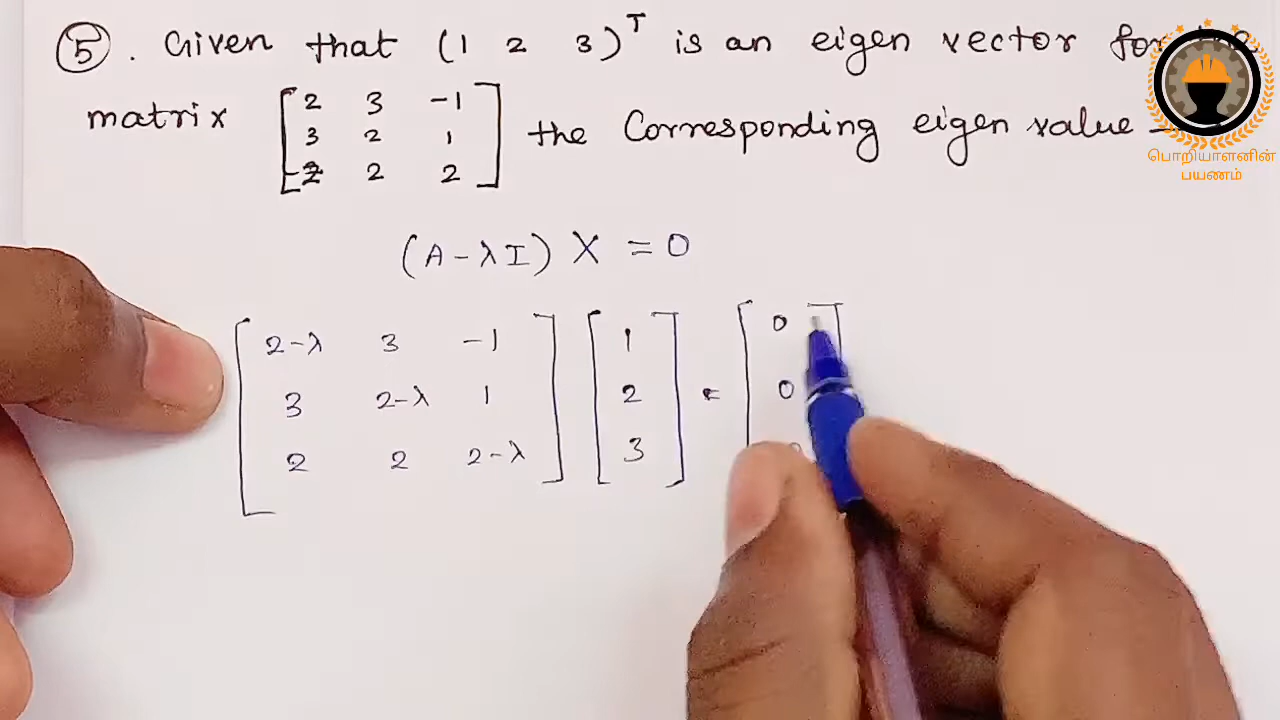 5. Given that (1 2 3)ᵀ is an eigen vector for the
matrix [2 3 -1
3 2 1
2 2 2] the Corresponding eigen value -
பொறியாளனின்
பயணம்
(A-λI) X = 0
[2-λ 3 -1] [1] = [0]
[3 2-λ 1] [2] [0
[2 2 2-λ] [3]